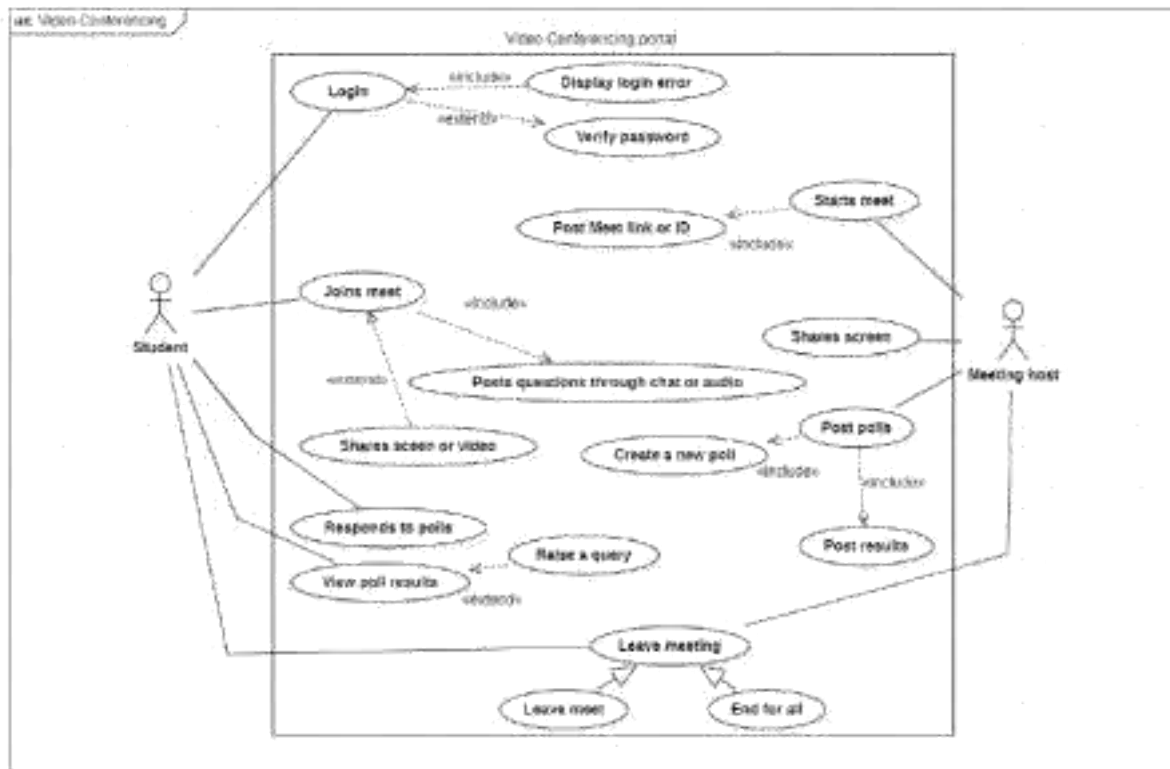 uc Video-Conferencing
Video Conferencing portal
Login
«include»
Display login error
«extend»
Verify password
Starts meet
Post Meet link or ID
«include»
Joins meet
«include»
Student
Shares screen
Meeting host
«extend»
Posts questions through chat or audio
Post polls
Shares screen or video
Create a new poll
«include»
«include»
Responds to polls
Raise a query
Post results
View poll results
«extend»
Leave meeting
Leave meet
End for all